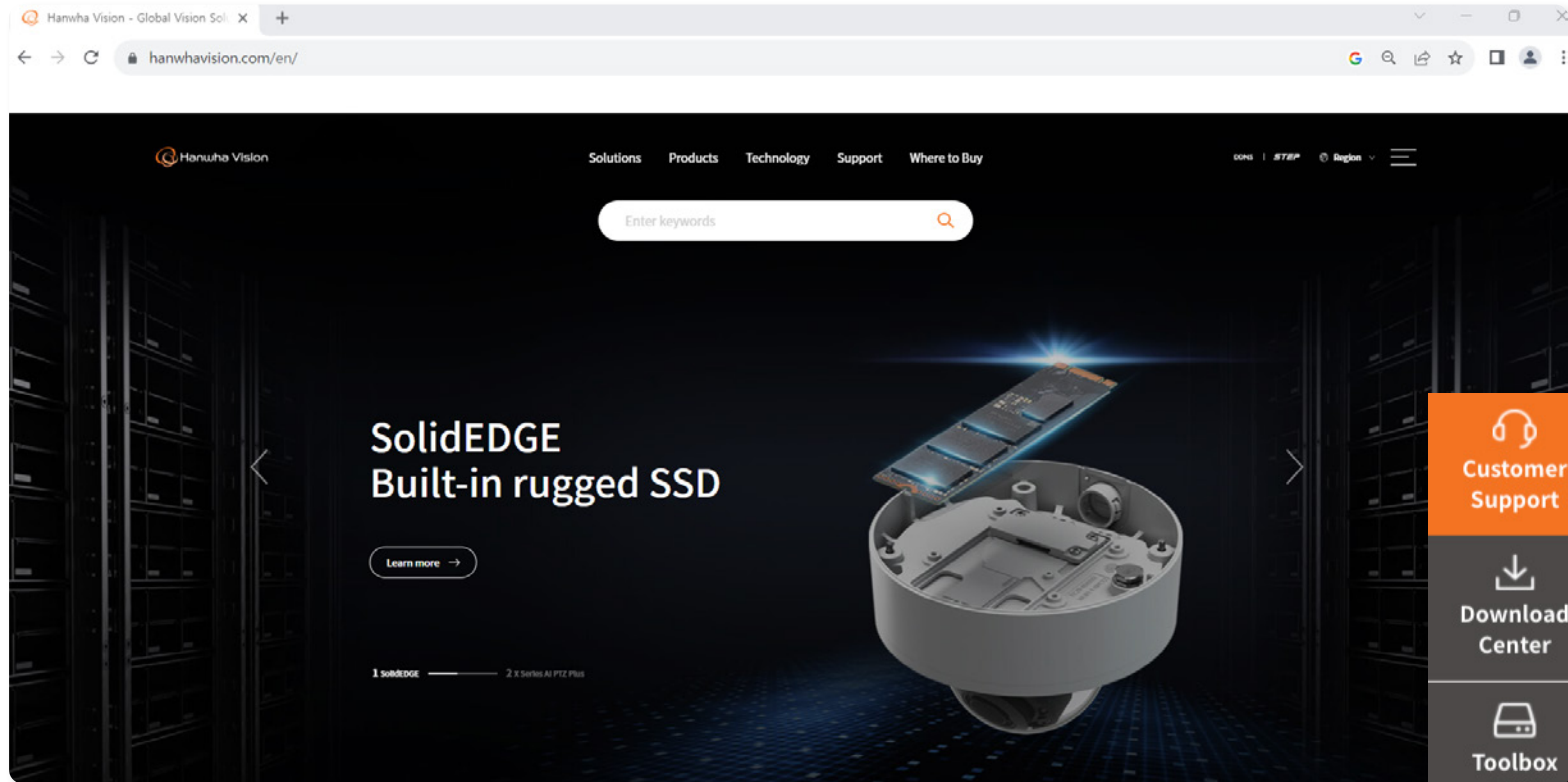 Hanwha Vision - Global Vision Sol
hanwhavision.com/en/
Hanwha Vision
Solutions Products Technology Support Where to Buy
STEP Region
Enter keywords
SolidEDGE
Built-in rugged SSD
Learn more →
1 SolidEDGE 2 X Series AI PTZ Plus
Customer
Support
Download
Center
Toolbox